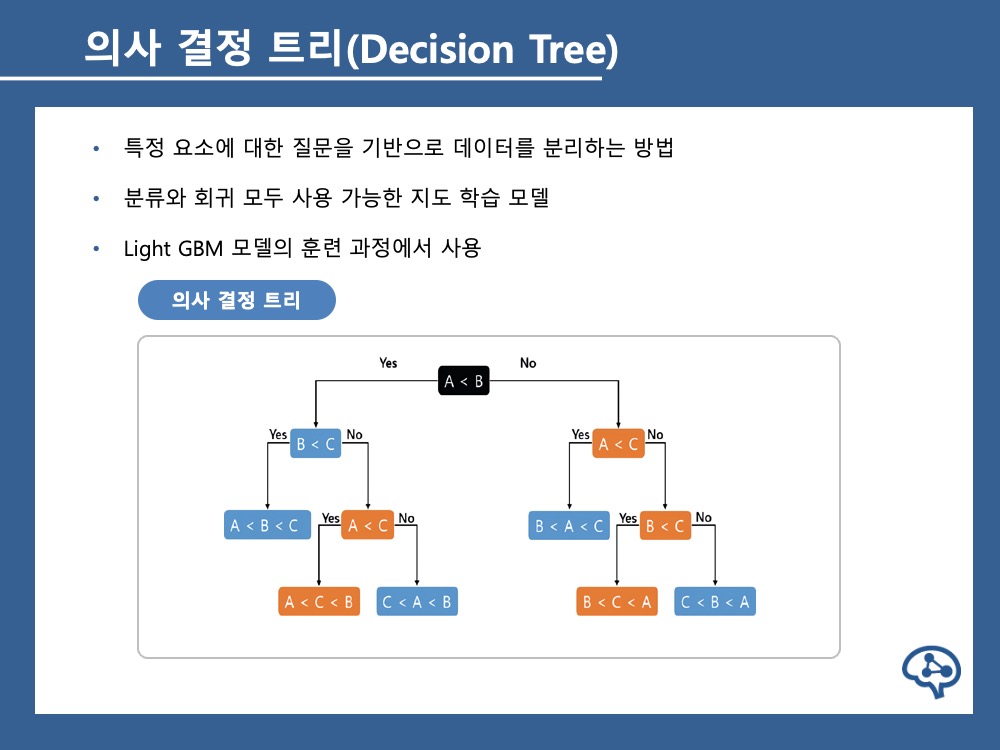 의사 결정 트리(Decision Tree)
• 특정 요소에 대한 질문을 기반으로 데이터를 분리하는 방법
• 분류와 회귀 모두 사용 가능한 지도 학습 모델
• Light GBM 모델의 훈련 과정에서 사용
의사 결정 트리
Yes No
A < B
Yes B < C No Yes A < C No
A < B < C Yes A < C No B < A < C Yes B < C No
A < C < B C < A < B B < C < A C < B < A